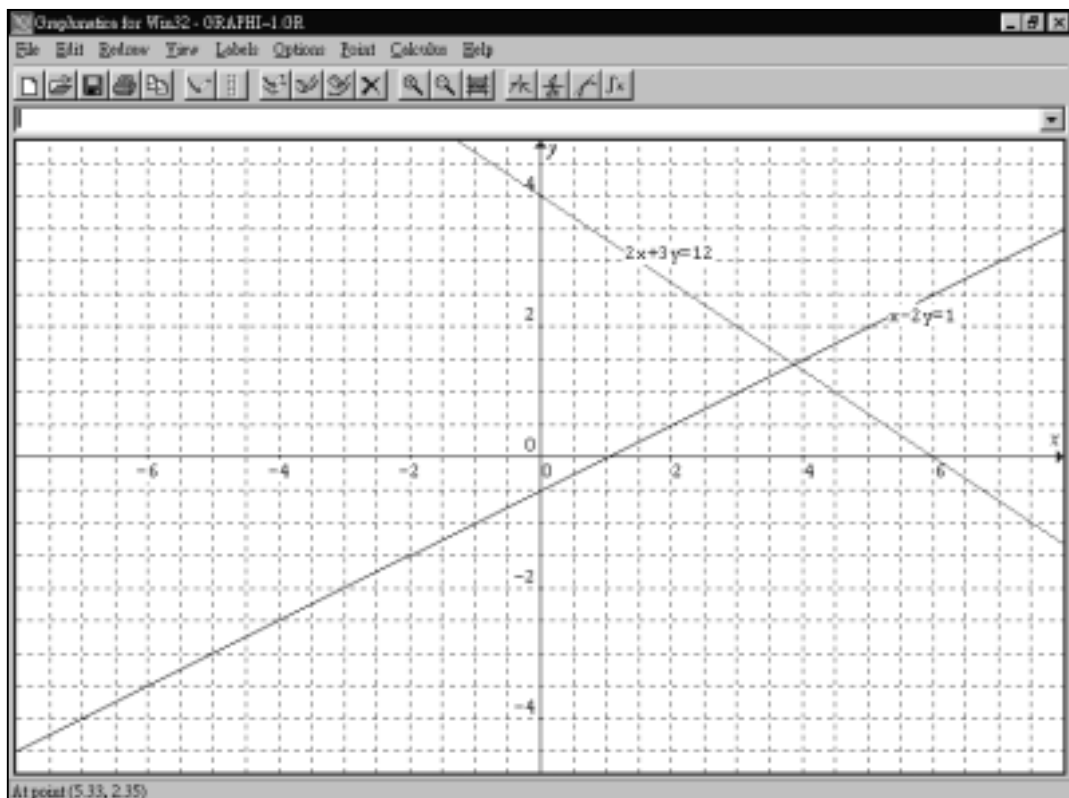 Graphmatica for Win32 - GRAPHI~1.GR
File Edit Redraw View Labels Options Point Calculus Help
y
4
2x+3y=12
2
x-2y=1
0
x
-6 -4 -2 0 2 4 6
-2
-4
At point (5.33, 2.35)